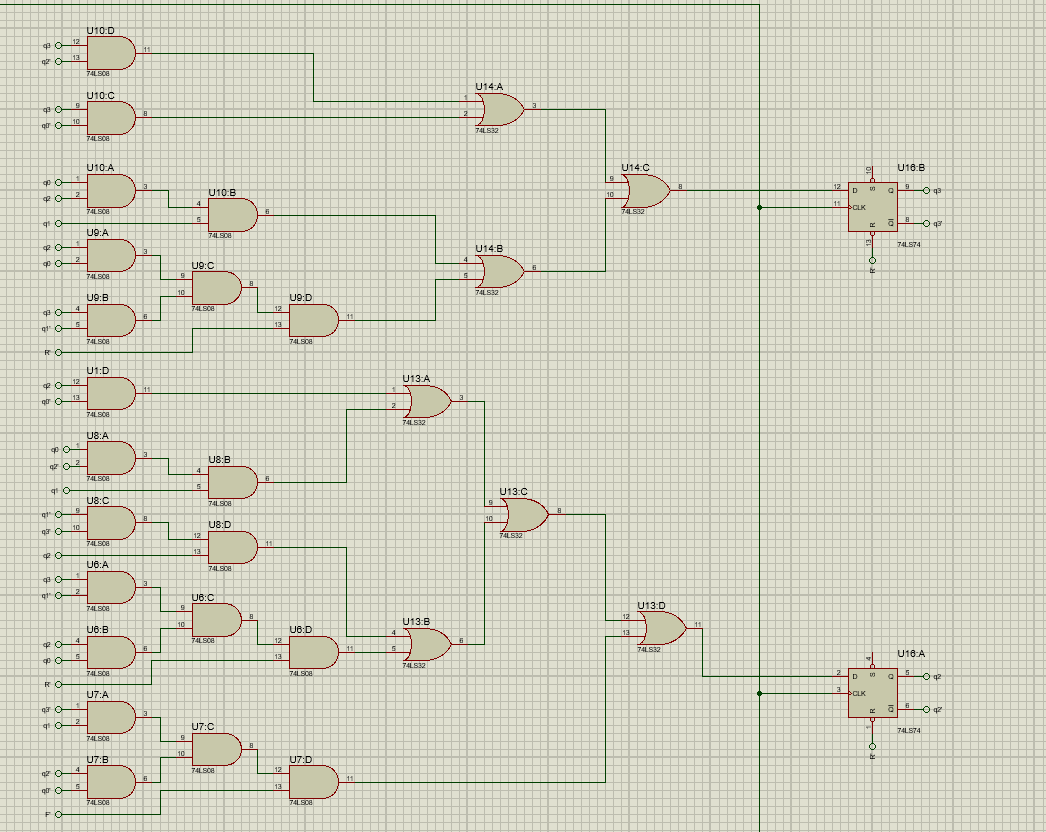 U10:D
q3 12
q2' 13
11
74LS08
U10:C
q3 9
q0' 10
8
74LS08
U14:A
1
2
3
74LS32
U10:A
q0 1
q2 2
3
74LS08
U10:B
4
5
6
74LS08
q1
U14:C
9
10
8
74LS32
U16:B
10
12 D S Q 9 q3
11 CLK
Q 8 q3'
R
13
74LS74
R
U9:A
q2 1
q0 2
3
74LS08
U9:C
9
10
8
74LS08
U9:B
q3 4
q1' 5
6
74LS08
U9:D
12
13
11
74LS08
R'
U14:B
4
5
6
74LS32
U1:D
q2 12
q0' 13
11
74LS08
U13:A
1
2
3
74LS32
U8:A
q0 1
q2' 2
3
74LS08
U8:B
4
5
6
74LS08
q1
U8:C
q1' 9
q3' 10
8
74LS08
U8:D
12
13
11
74LS08
q2
U13:C
9
10
8
74LS32
U6:A
q3 1
q1' 2
3
74LS08
U6:C
9
10
8
74LS08
U6:B
q2 4
q0 5
6
74LS08
U6:D
12
13
11
74LS08
R'
U13:B
4
5
6
74LS32
U13:D
12
13
11
74LS32
U16:A
4
2 D S Q 5 q2
3 CLK
Q 6 q2'
R
1
74LS74
R
U7:A
q3' 1
q1 2
3
74LS08
U7:C
9
10
8
74LS08
U7:B
q2' 4
q0' 5
6
74LS08
U7:D
12
13
11
74LS08
F'